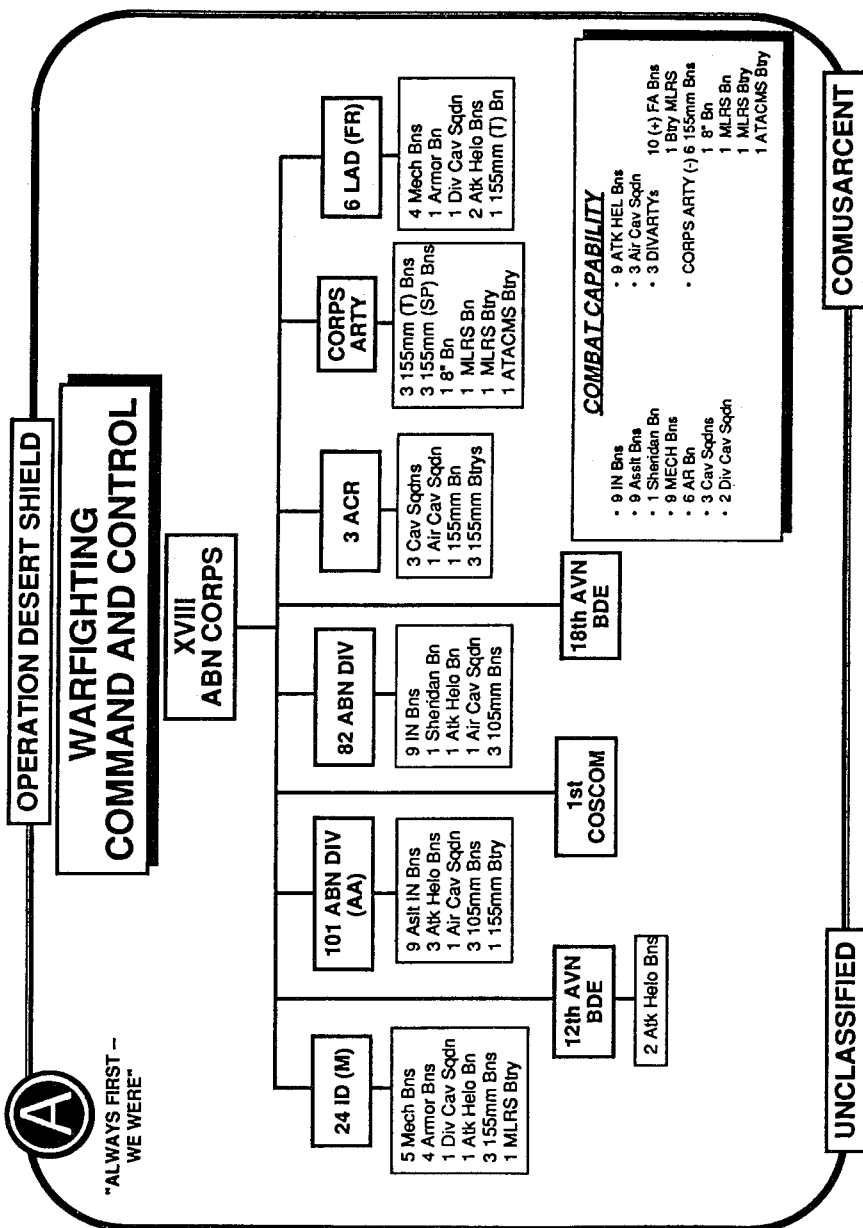 OPERATION DESERT SHIELD
"ALWAYS FIRST –
WE WERE"
A
WARFIGHTING
COMMAND AND CONTROL
XVIII
ABN CORPS
24 ID (M)
5 Mech Bns
4 Armor Bns
1 Div Cav Sqdn
1 Atk Helo Bn
3 155mm Bns
1 MLRS Btry
101 ABN DIV
(AA)
9 Aslt IN Bns
3 Atk Helo Bns
1 Air Cav Sqdn
3 105mm Bns
1 155mm Btry
82 ABN DIV
9 IN Bns
1 Sheridan Bn
1 Atk Helo Bn
1 Air Cav Sqdn
3 105mm Bns
3 ACR
3 Cav Sqdns
1 Air Cav Sqdn
1 155mm Bn
3 155mm Btrys
CORPS
ARTY
3 155mm (T) Bns
3 155mm (SP) Bns
1 8" Bn
1 MLRS Bn
1 MLRS Btry
1 ATACMS Btry
6 LAD (FR)
4 Mech Bns
1 Armor Bn
1 Div Cav Sqdn
2 Atk Helo Bns
1 155mm (T) Bn
12th AVN
BDE
2 Atk Helo Bns
1st
COSCOM
18th AVN
BDE
COMBAT CAPABILITY
• 9 IN Bns
• 9 Asslt Bns
• 1 Sheridan Bn
• 9 MECH Bns
• 6 AR Bn
• 3 Cav Sqdns
• 2 Div Cav Sqdn
• 9 ATK HEL Bns
• 3 Air Cav Sqdn
• 3 DIVARTYs 10 (+) FA Bns
1 Btry MLRS
• CORPS ARTY (-) 6 155mm Bns
1 8" Bn
1 MLRS Bn
1 MLRS Btry
1 ATACMS Btry
UNCLASSIFIED
COMUSARCENT